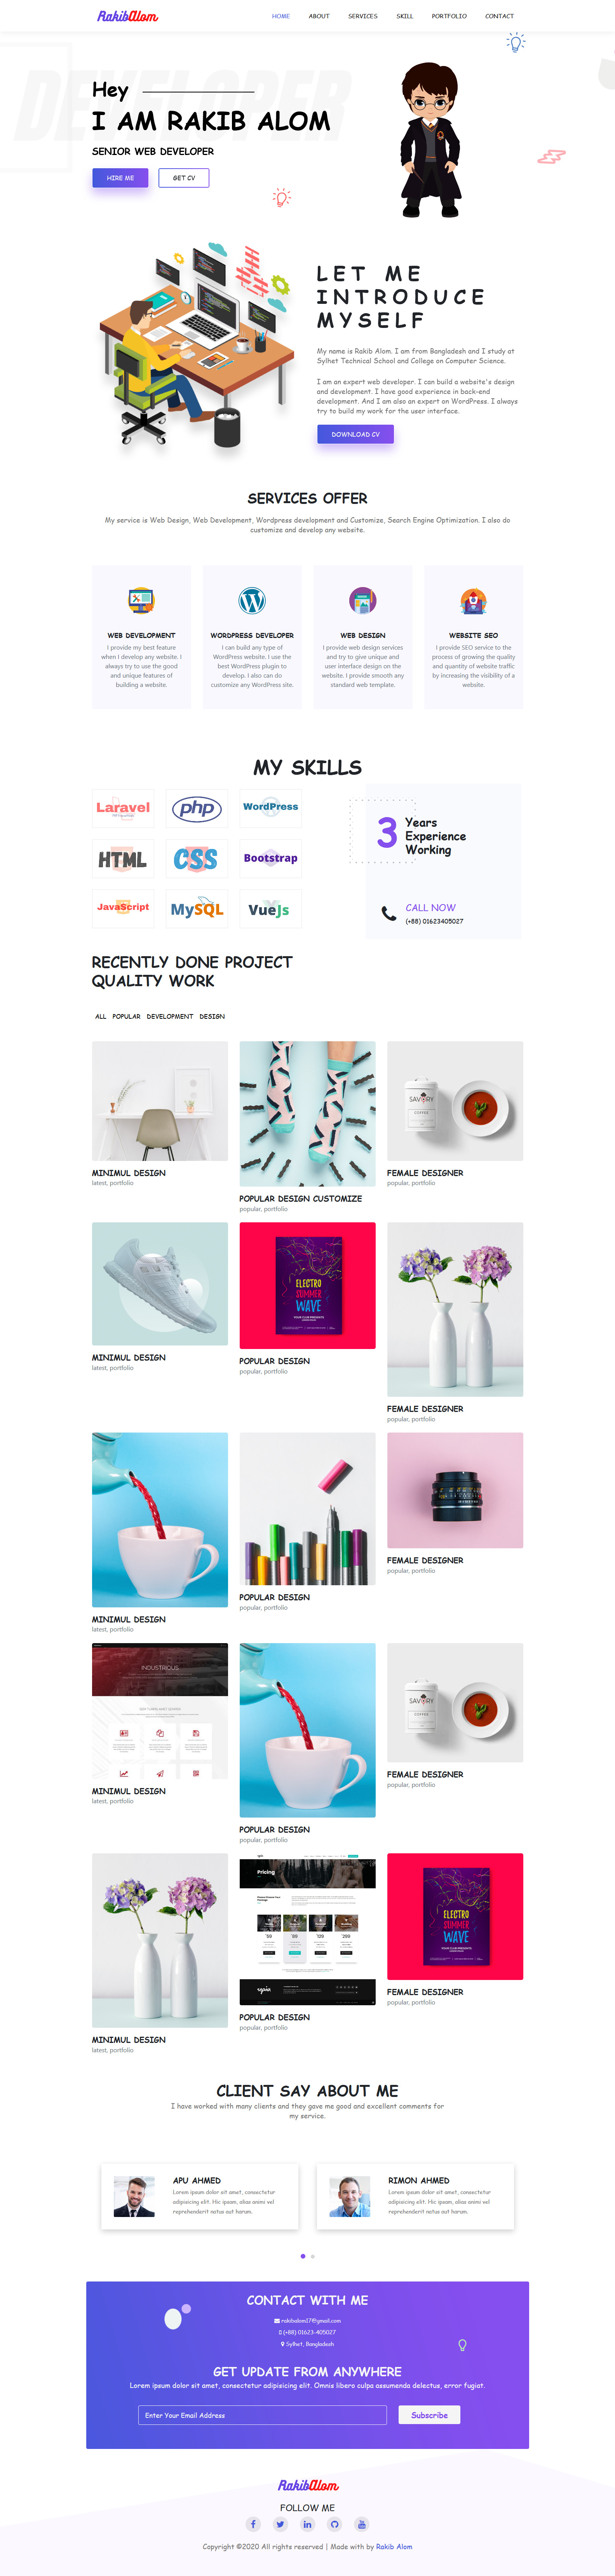 RakibAlom
HOME ABOUT SERVICES SKILL PORTFOLIO CONTACT
DEVELOPER
Hey
I AM RAKIB ALOM
SENIOR WEB DEVELOPER
HIRE ME GET CV
LET ME
INTRODUCE
MYSELF
My name is Rakib Alom. I am from Bangladesh and I study at
Sylhet Technical School and College on Computer Science.
I am an expert web developer. I can build a website's design
and development. I have good experience in back-end
development. And I am also an expert on WordPress. I always
try to build my work for the user interface.
DOWNLOAD CV
SERVICES OFFER
My service is Web Design, Web Development, Wordpress development and Customize, Search Engine Optimization. I also do
customize and develop any website.
WEB DEVELOPMENT
I provide my best feature
when I develop any website. I
always try to use the good
and unique features of
building a website.
WORDPRESS DEVELOPER
I can build any type of
WordPress website. I use the
best WordPress plugin to
develop. I also can do
customize any WordPress site.
WEB DESIGN
I provide web design services
and try to give unique and
user interface design on the
website. I provide smooth any
standard web template.
WEBSITE SEO
I provide SEO service to the
process of growing the quality
and quantity of website traffic
by increasing the visibility of a
website.
MY SKILLS
Laravel php WordPress
HTML CSS Bootstrap
JavaScript MySQL VueJs
3 Years
Experience
Working
CALL NOW
(+88) 01623405027
RECENTLY DONE PROJECT
QUALITY WORK
ALL POPULAR DEVELOPMENT DESIGN
MINIMUL DESIGN
latest, portfolio
POPULAR DESIGN CUSTOMIZE
popular, portfolio
SAVORY
COFFEE
FEMALE DESIGNER
popular, portfolio
MINIMUL DESIGN
latest, portfolio
ELECTRO
SUMMER
WAVE
YOUR CLUB PRESENTS
POPULAR DESIGN
popular, portfolio
FEMALE DESIGNER
popular, portfolio
MINIMUL DESIGN
latest, portfolio
POPULAR DESIGN
popular, portfolio
FEMALE DESIGNER
popular, portfolio
INDUSTRIOUS
MINIMUL DESIGN
latest, portfolio
POPULAR DESIGN
popular, portfolio
SAVORY
COFFEE
FEMALE DESIGNER
popular, portfolio
MINIMUL DESIGN
latest, portfolio
Pricing
POPULAR DESIGN
popular, portfolio
ELECTRO
SUMMER
WAVE
YOUR CLUB PRESENTS
FEMALE DESIGNER
popular, portfolio
CLIENT SAY ABOUT ME
I have worked with many clients and they gave me good and excellent comments for
my service.
APU AHMED
Lorem ipsum dolor sit amet, consectetur
adipisicing elit. Hic ipsam, alias animi vel
reprehenderit natus aut harum.
RIMON AHMED
Lorem ipsum dolor sit amet, consectetur
adipisicing elit. Hic ipsam, alias animi vel
reprehenderit natus aut harum.
CONTACT WITH ME
rakibalom17@gmail.com
(+88) 01623-405027
Sylhet, Bangladesh
GET UPDATE FROM ANYWHERE
Lorem ipsum dolor sit amet, consectetur adipisicing elit. Omnis libero culpa assumenda delectus, error fugiat.
Enter Your Email Address Subscribe
RakibAlom
FOLLOW ME
Copyright ©2020 All rights reserved | Made with by Rakib Alom